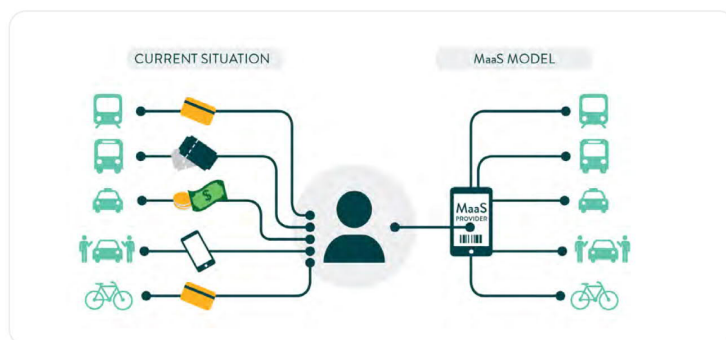 CURRENT SITUATION
MaaS MODEL
$
MaaS
PROVIDER